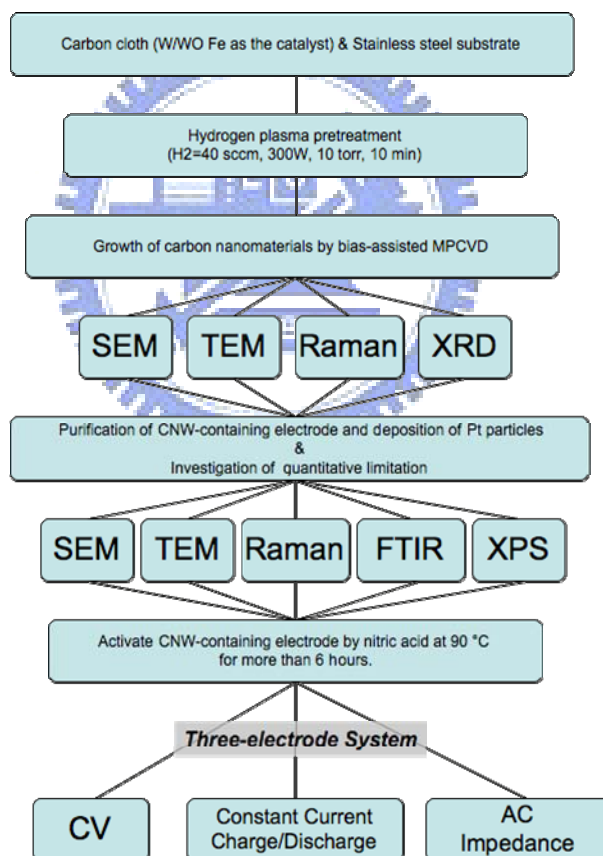 Carbon cloth (W/WO Fe as the catalyst) & Stainless steel substrate
Hydrogen plasma pretreatment
(H2=40 sccm, 300W, 10 torr, 10 min)
Growth of carbon nanomaterials by bias-assisted MPCVD
SEM TEM Raman XRD
Purification of CNW-containing electrode and deposition of Pt particles
&
Investigation of quantitative limitation
SEM TEM Raman FTIR XPS
Activate CNW-containing electrode by nitric acid at 90 °C
for more than 6 hours.
Three-electrode System
CV
Constant Current
Charge/Discharge
AC
Impedance